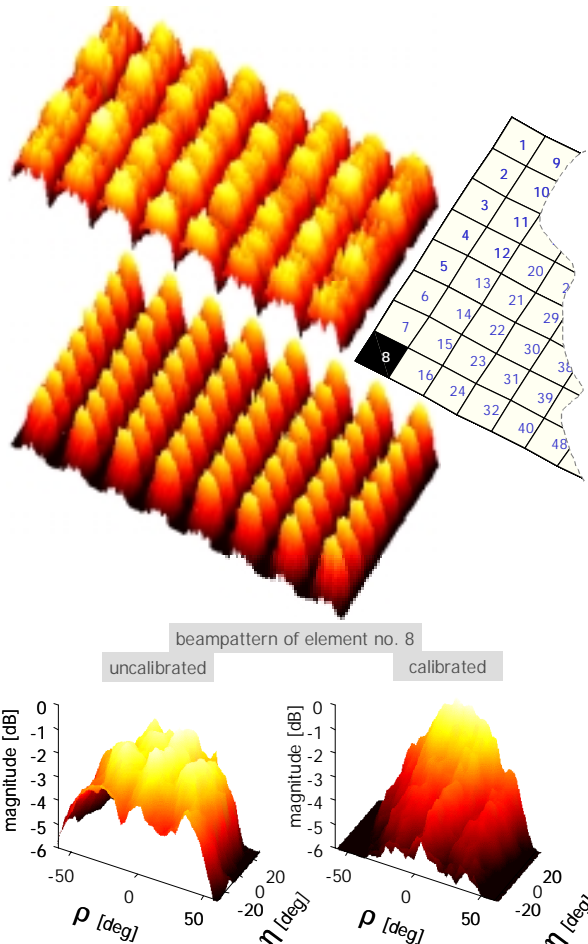 1 9
2 10
3 11
4 12
5 13 20
6 14 21 29
7 15 22 30
8 16 23 31 39
24 32 40 48
beampattern of element no. 8
uncalibrated calibrated
magnitude [dB] magnitude [dB]
0 0
-1 -1
-2 -2
-3 -3
-4 -4
-5 -5
-6 -6
-50 0 50 -20 0 20
-50 0 50 -20 0 20
ρ [deg] η [deg] ρ [deg] η [deg]